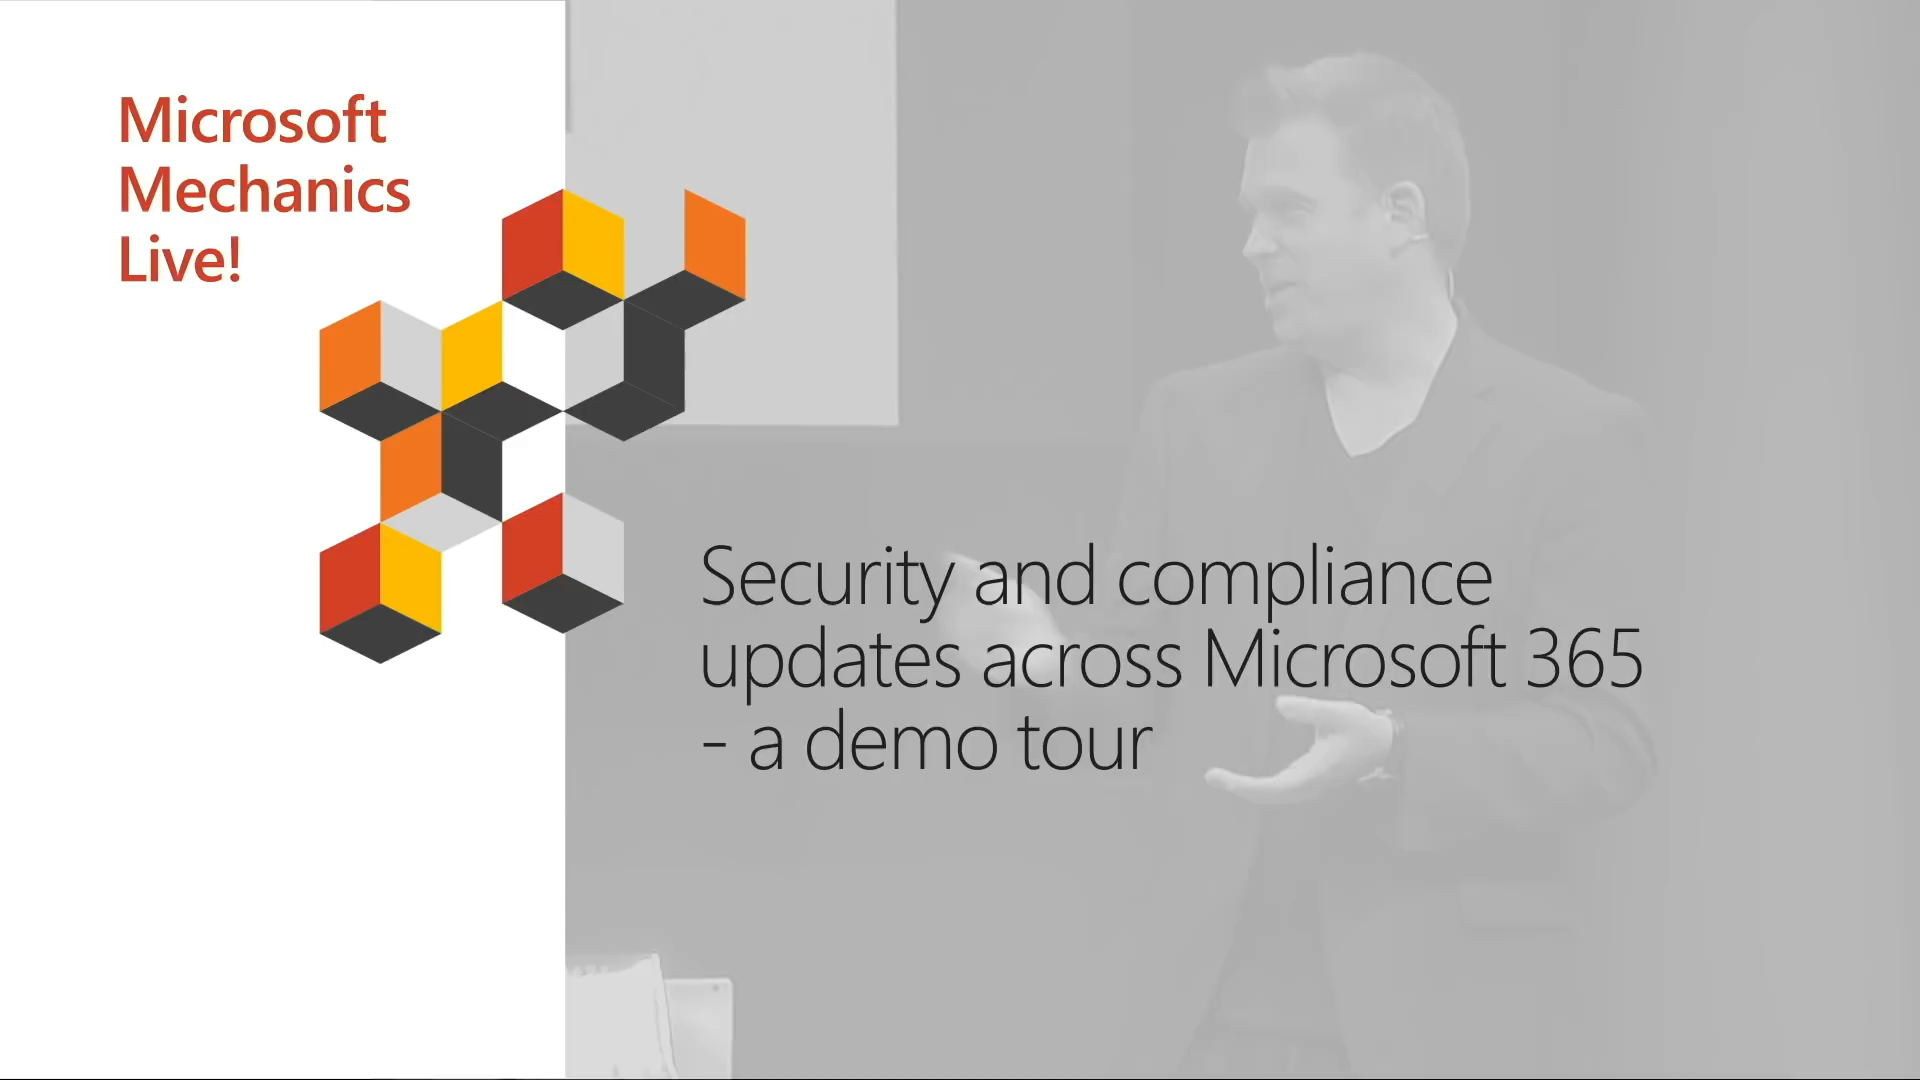 Microsoft
Mechanics
Live!
Security and compliance
updates across Microsoft 365
- a demo tour